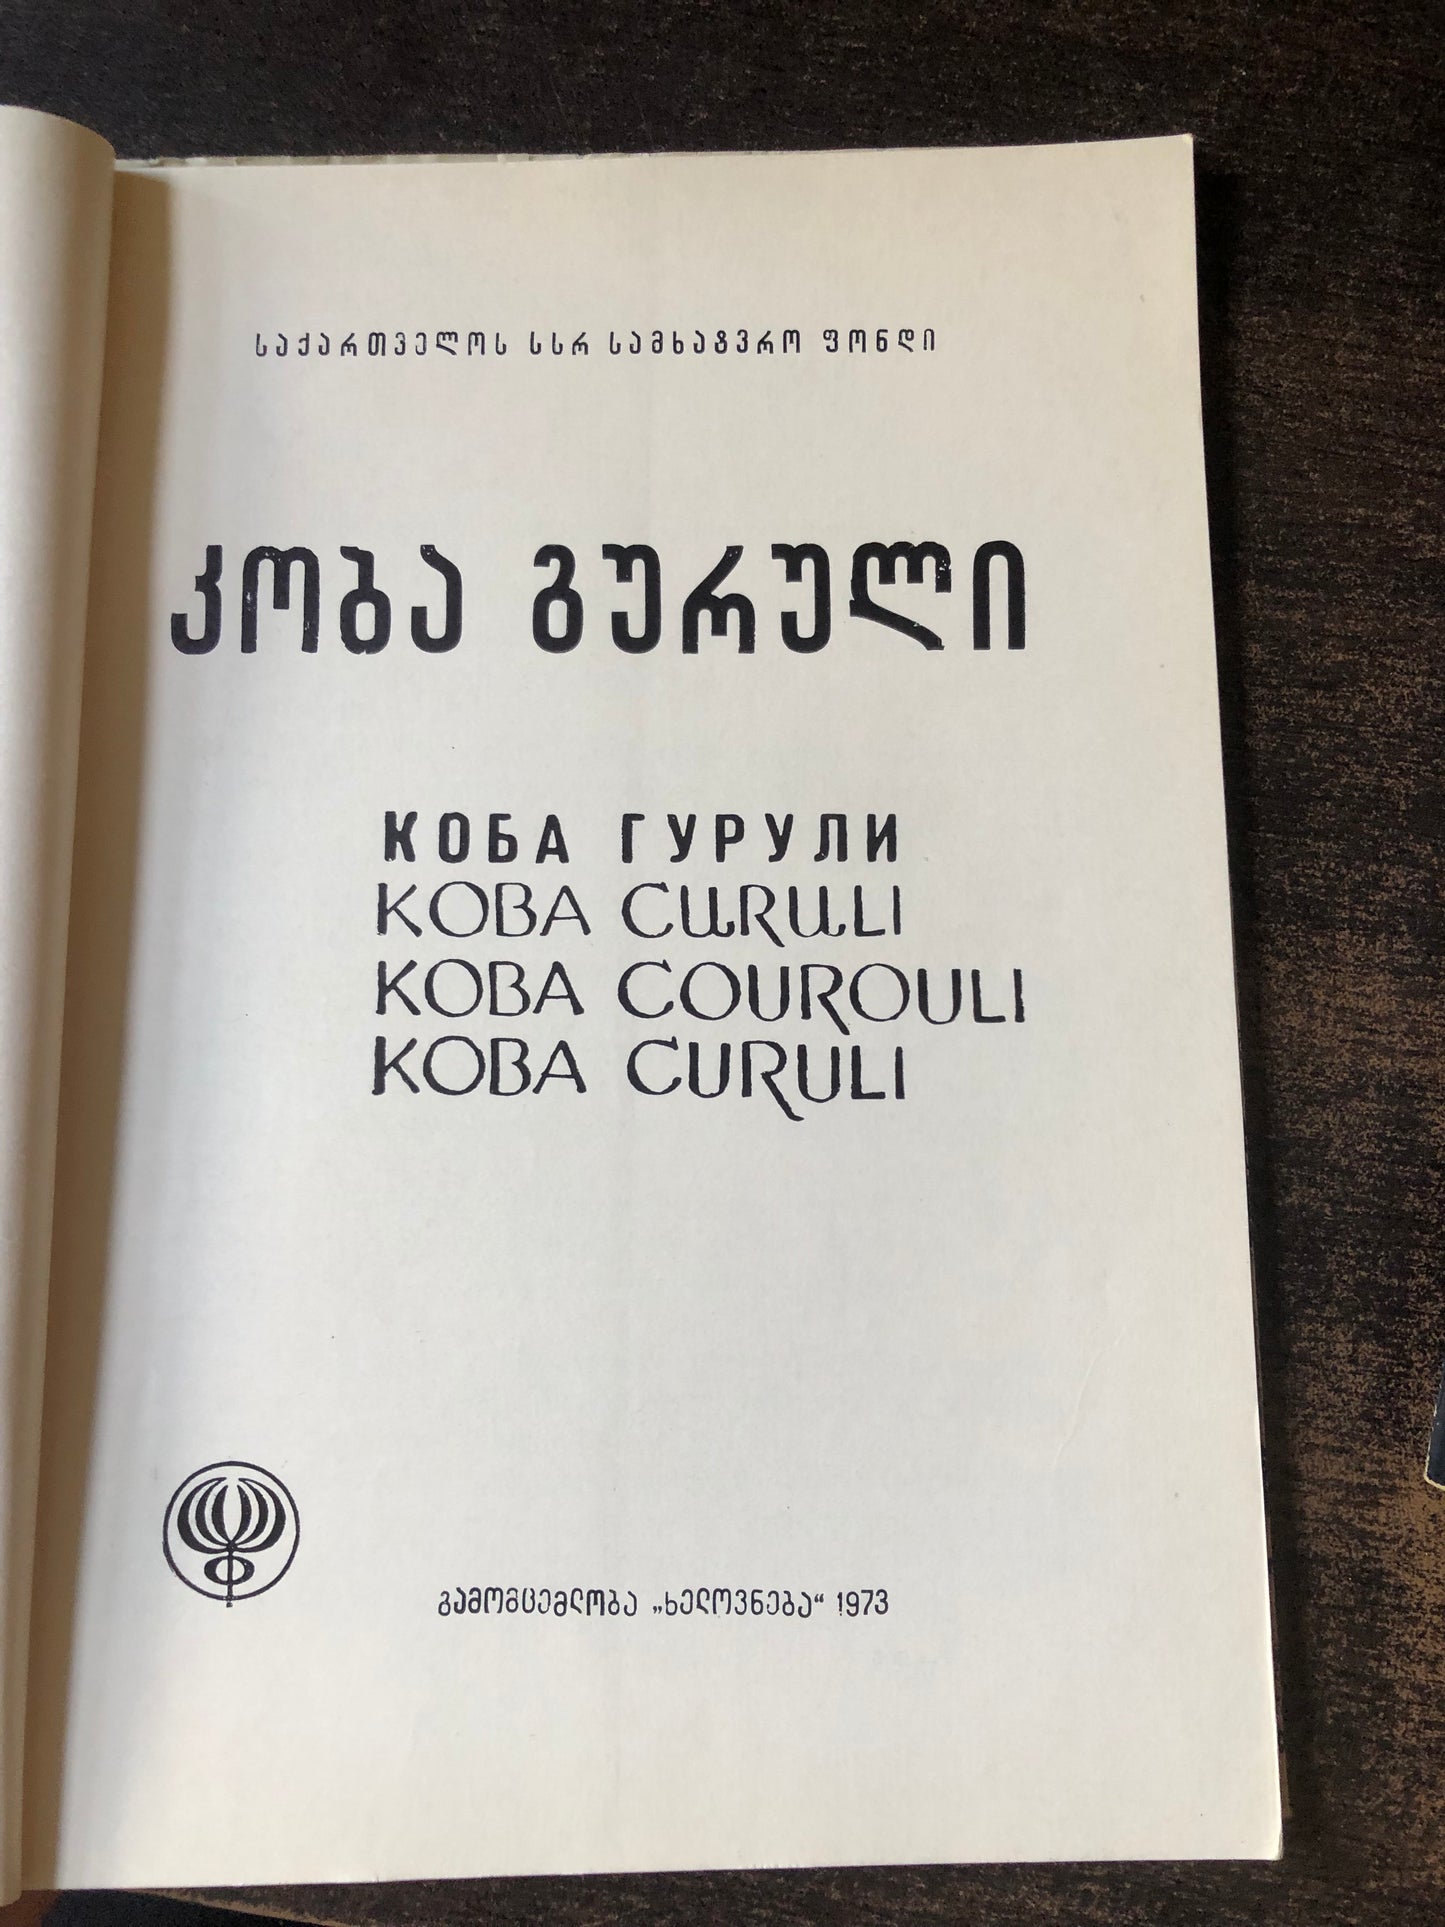 საქართველოს სსრ სამხატვრო ფონდი
კობა გურული
КОБА ГУРУЛИ
KOBA GURULI
KOBA GOUROULI
KOBA GURULI
გამომცემლობა „ხელოვნება“ 1973